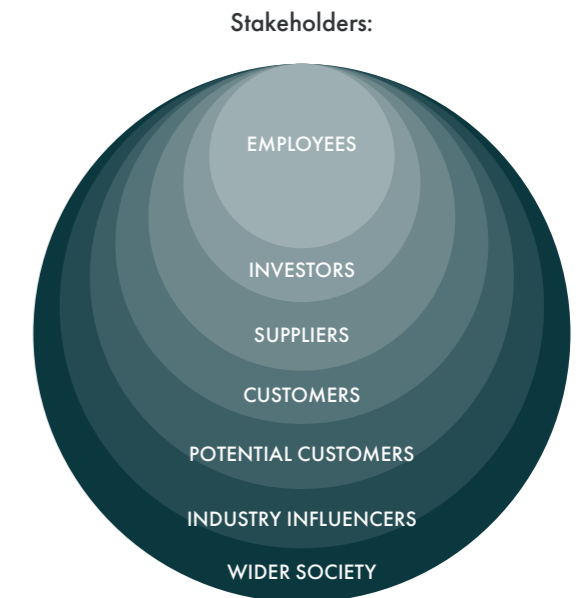 Stakeholders:
EMPLOYEES
INVESTORS
SUPPLIERS
CUSTOMERS
POTENTIAL CUSTOMERS
INDUSTRY INFLUENCERS
WIDER SOCIETY